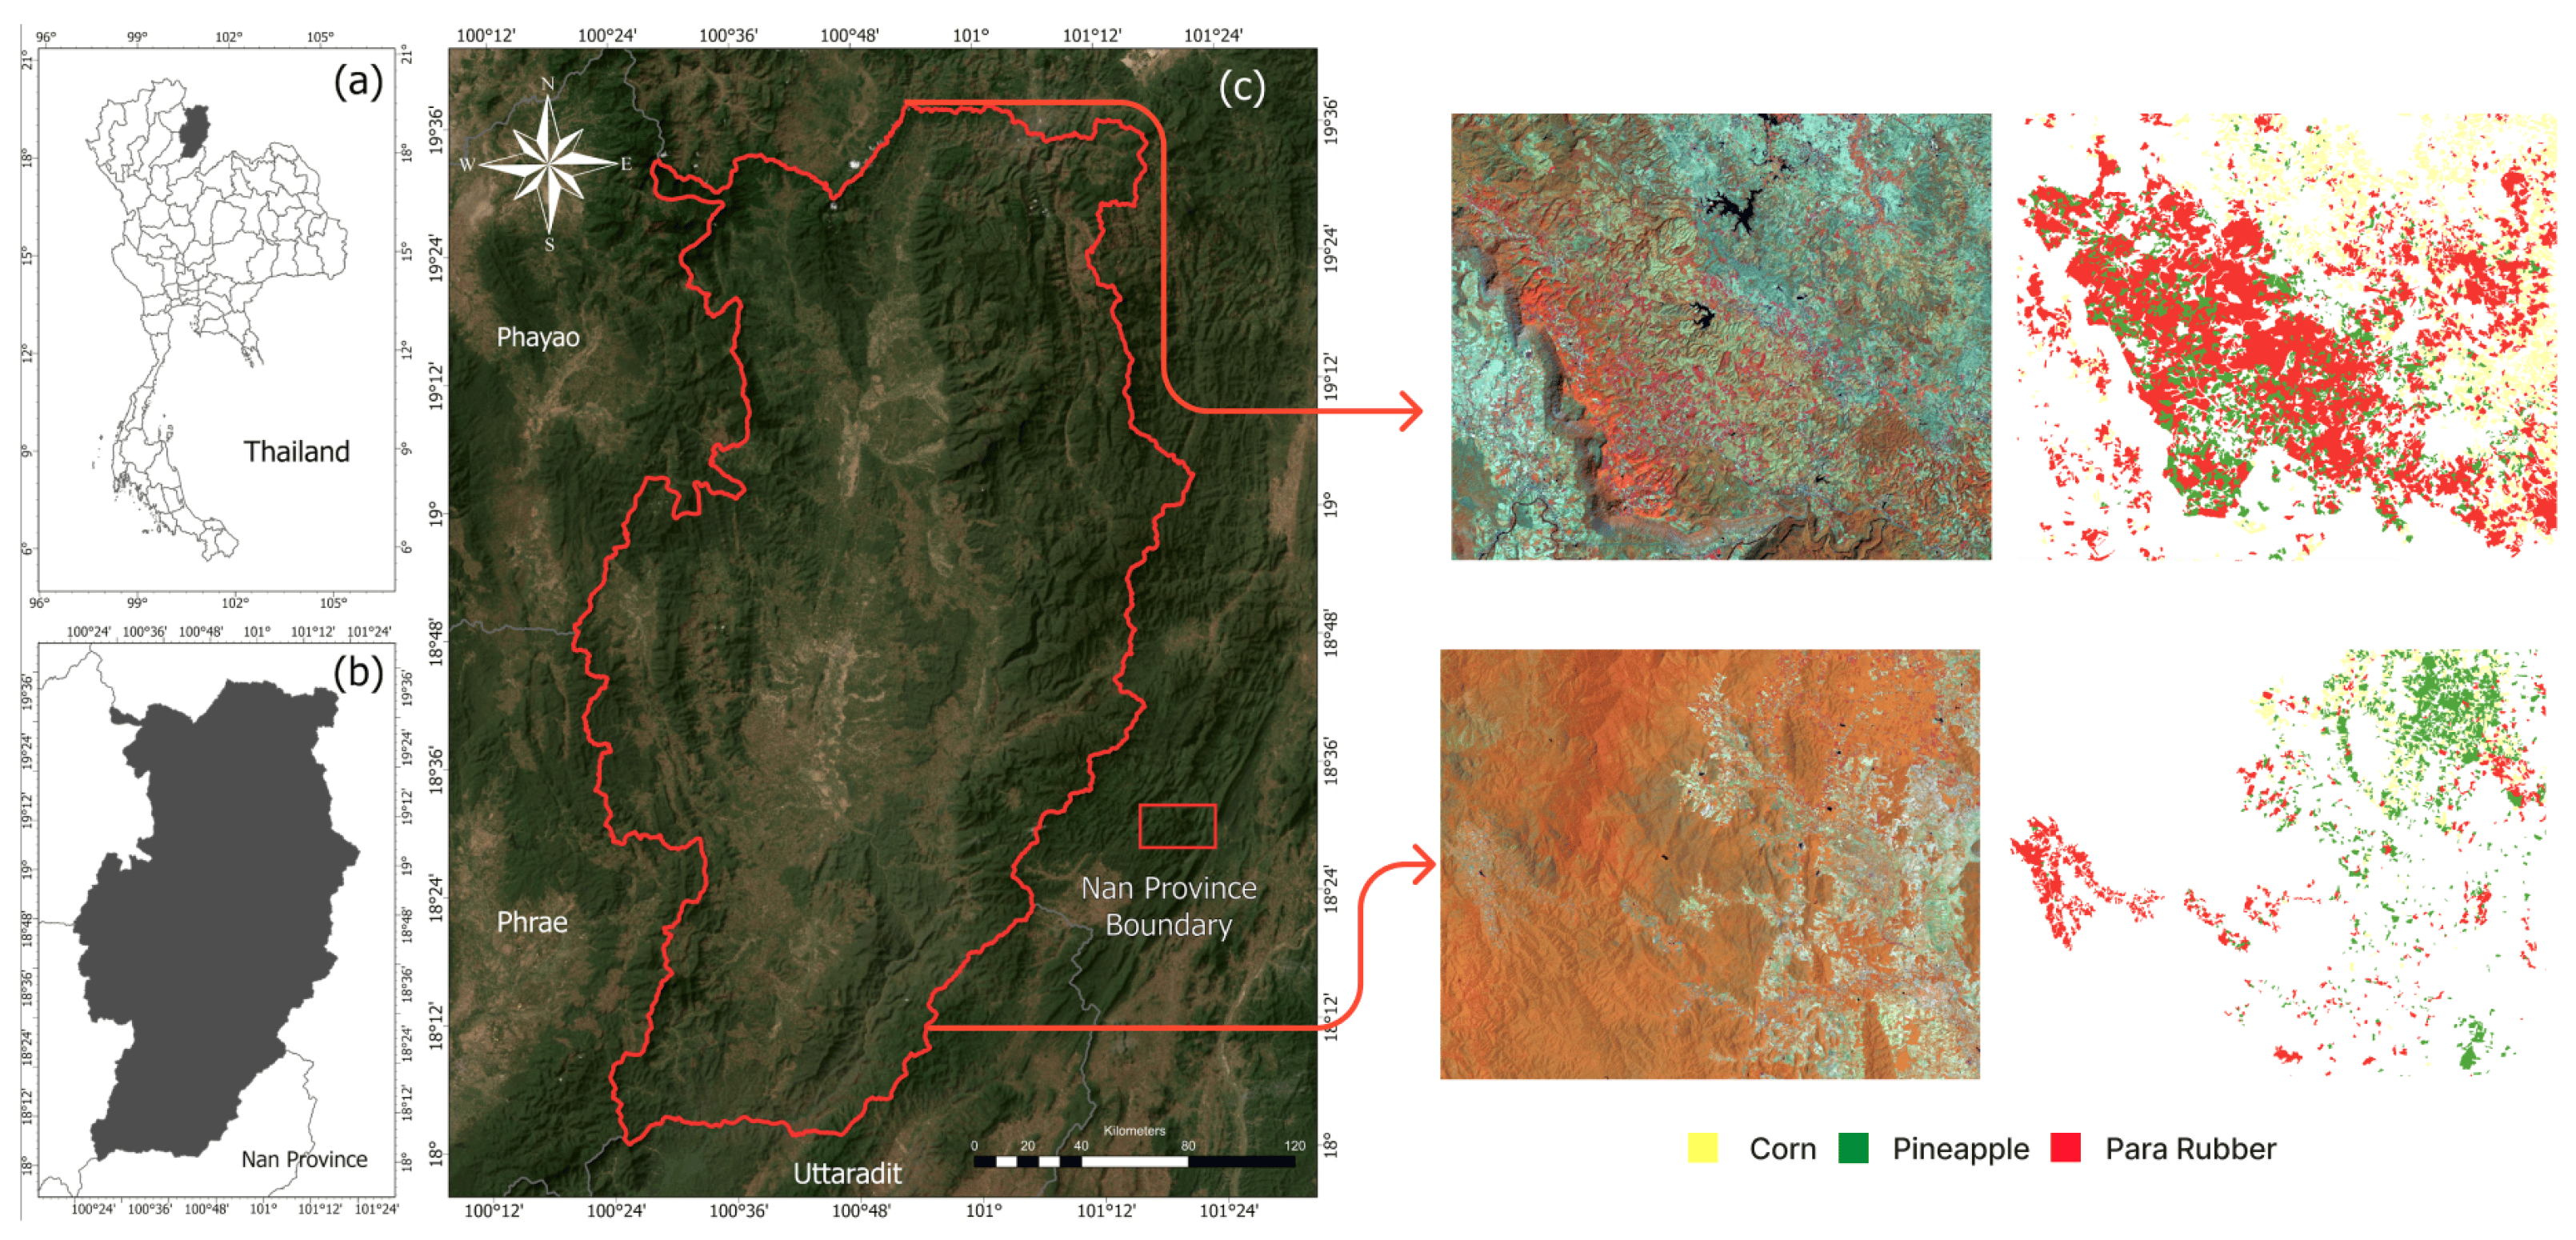 96° 99° 102° 105°
21° 18° 15° 12° 9° 6°
(a)
21° 18° 15° 12° 9° 6°
Thailand
96° 99° 102° 105°
100°24' 100°36' 100°48' 101° 101°12' 101°24'
19°36' 19°24' 19°12' 19° 18°48' 18°36' 18°24' 18°12' 18°
(b)
19°36' 19°24' 19°12' 19° 18°48' 18°36' 18°24' 18°12' 18°
Nan Province
100°24' 100°36' 100°48' 101° 101°12' 101°24'
100°12' 100°24' 100°36' 100°48' 101° 101°12' 101°24'
19°36' 19°24' 19°12' 19° 18°48' 18°36' 18°24' 18°12' 18°
(c)
N
W E
S
Phayao
Phrae
Nan Province
Boundary
Kilometers
0 20 40 80 120
Uttaradit
19°36' 19°24' 19°12' 19° 18°48' 18°36' 18°24' 18°12' 18°
100°12' 100°24' 100°36' 100°48' 101° 101°12' 101°24'
Corn Pineapple Para Rubber